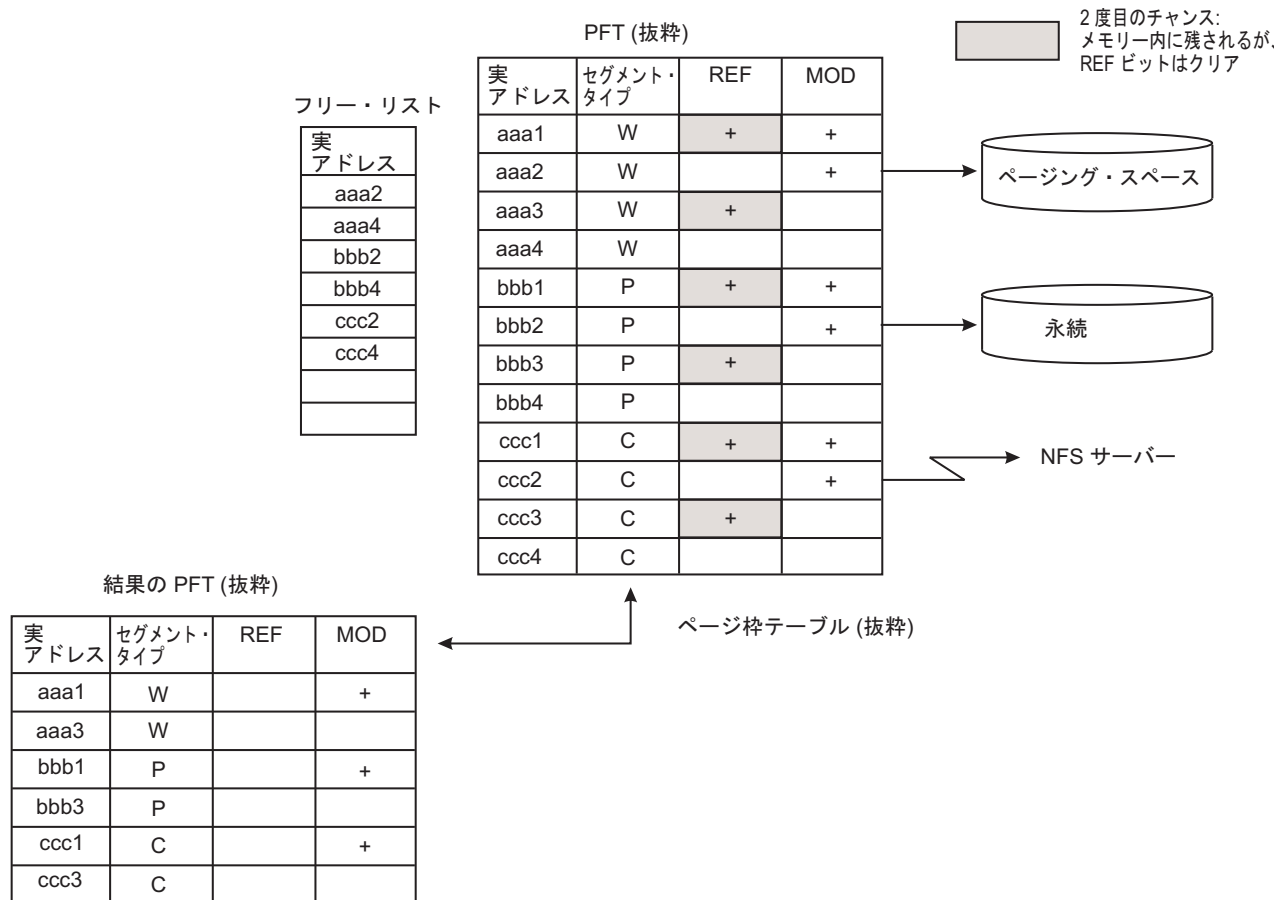 PFT (抜粋)
2 度目のチャンス:
メモリー内に残されるが、
REF ビットはクリア
フリー・リスト
実
アドレス
aaa2
aaa4
bbb2
bbb4
ccc2
ccc4
実
アドレス
セグメント・
タイプ
REF
MOD
aaa1 W + +
aaa2 W +
aaa3 W +
aaa4 W
bbb1 P + +
bbb2 P +
bbb3 P +
bbb4 P
ccc1 C + +
ccc2 C +
ccc3 C +
ccc4 C
ページング・スペース
永続
NFS サーバー
ページ枠テーブル (抜粋)
結果の PFT (抜粋)
実
アドレス
セグメント・
タイプ
REF
MOD
aaa1 W +
aaa3 W
bbb1 P +
bbb3 P
ccc1 C +
ccc3 C